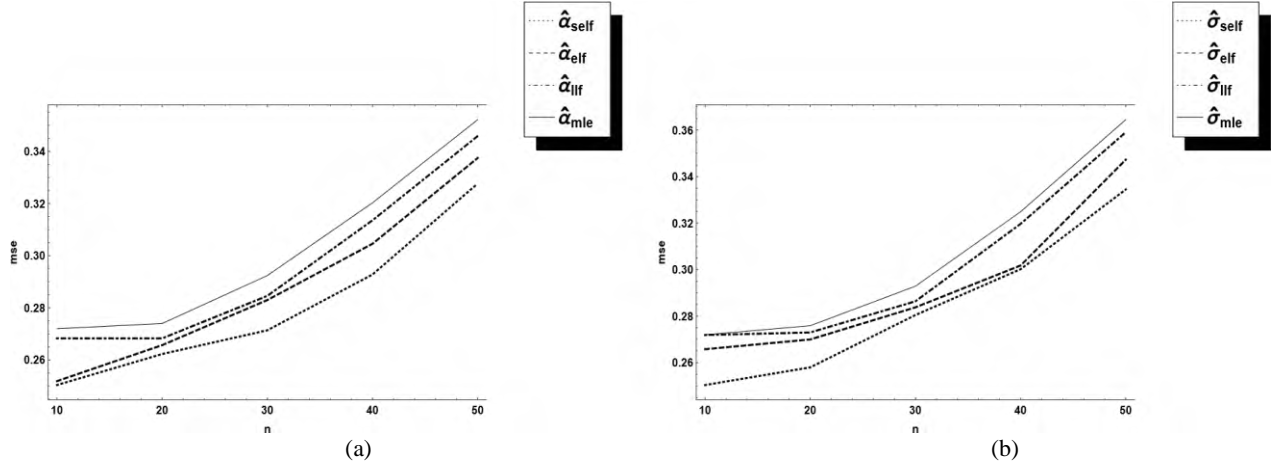 α̂self
α̂elf
α̂llf
α̂mle
0.34
0.32
0.30
0.28
0.26
mse
10 20 30 40 50
n
(a)
σ̂self
σ̂elf
σ̂llf
σ̂mle
0.36
0.34
0.32
0.30
0.28
0.26
mse
10 20 30 40 50
n
(b)